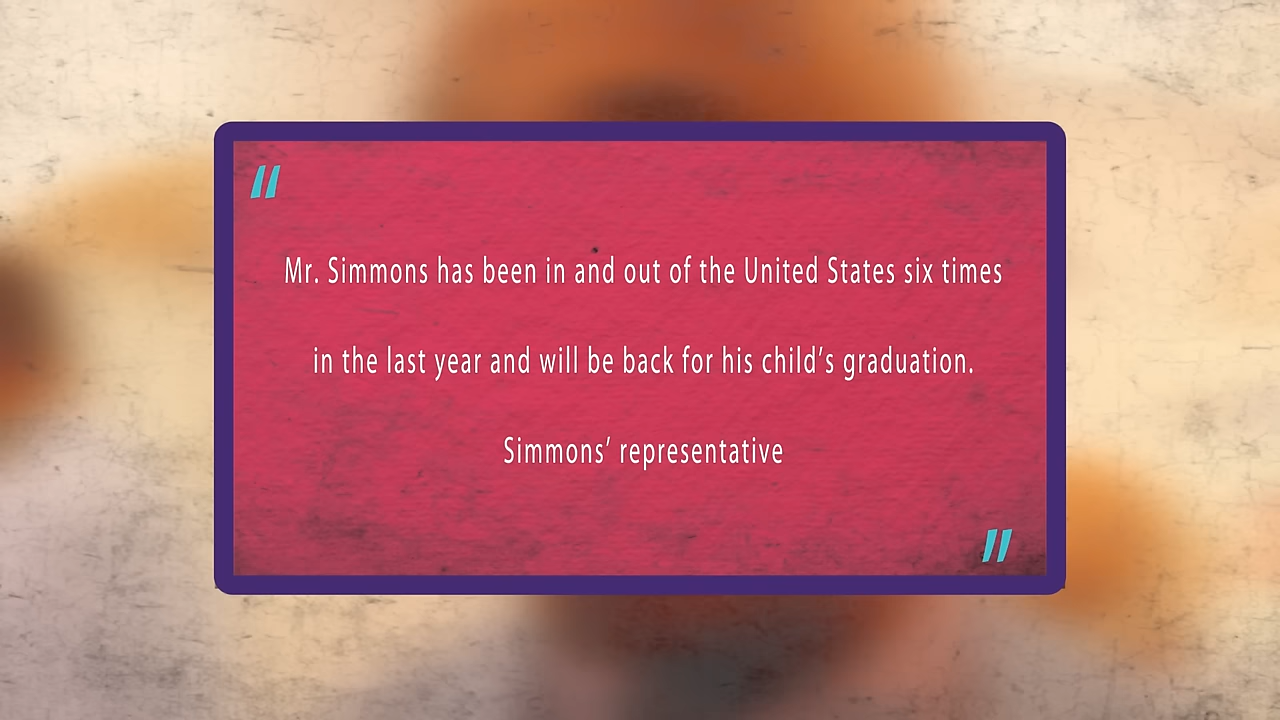 "
Mr. Simmons has been in and out of the United States six times
in the last year and will be back for his child’s graduation.
Simmons’ representative
"